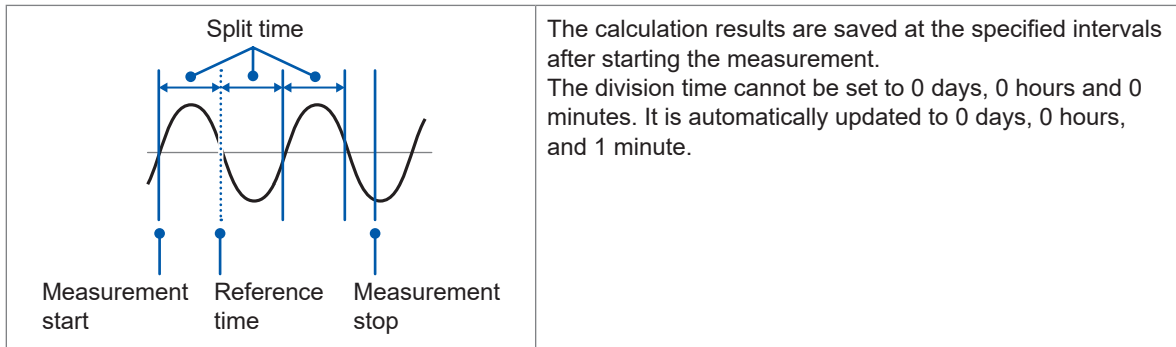 Split time
Measurement
start
Reference
time
Measurement
stop
The calculation results are saved at the specified intervals
after starting the measurement.
The division time cannot be set to 0 days, 0 hours and 0
minutes. It is automatically updated to 0 days, 0 hours,
and 1 minute.